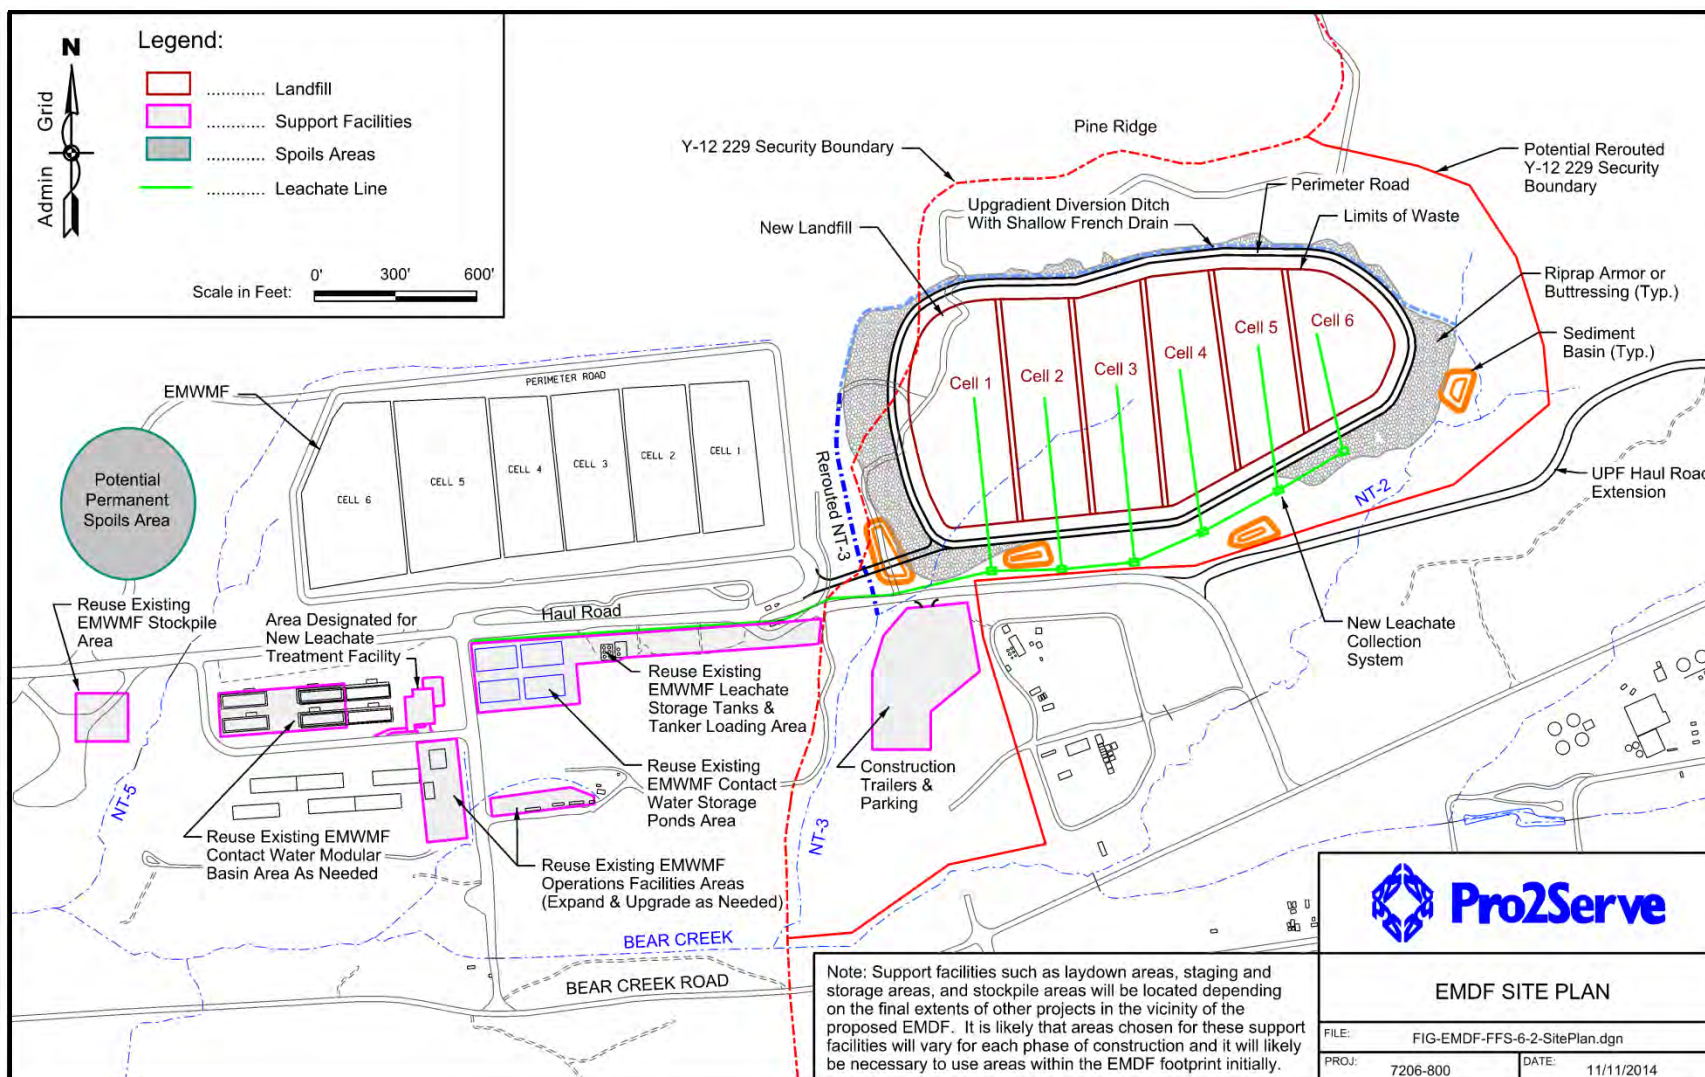 N
Grid
Admin
Legend:
............ Landfill
............ Support Facilities
............ Spoils Areas
............ Leachate Line
Scale in Feet:
0' 300' 600'
Pine Ridge
Y-12 229 Security Boundary
Potential Rerouted
Y-12 229 Security
Boundary
Perimeter Road
Upgradient Diversion Ditch
With Shallow French Drain
Limits of Waste
New Landfill
Riprap Armor or
Buttressing (Typ.)
Sediment
Basin (Typ.)
Cell 1
Cell 2
Cell 3
Cell 4
Cell 5
Cell 6
EMWMF
PERIMETER ROAD
CELL 6
CELL 5
CELL 4
CELL 3
CELL 2
CELL 1
Potential
Permanent
Spoils Area
Rerouted NT-3
NT-2
UPF Haul Road
Extension
Reuse Existing
EMWMF Stockpile
Area
Area Designated for
New Leachate
Treatment Facility
Haul Road
New Leachate
Collection
System
Reuse Existing
EMWMF Leachate
Storage Tanks &
Tanker Loading Area
Reuse Existing
EMWMF Contact
Water Storage
Ponds Area
Construction
Trailers &
Parking
NT-5
NT-3
Reuse Existing EMWMF
Contact Water Modular
Basin Area As Needed
Reuse Existing EMWMF
Operations Facilities Areas
(Expand & Upgrade as Needed)
BEAR CREEK
BEAR CREEK ROAD
Note: Support facilities such as laydown areas, staging and
storage areas, and stockpile areas will be located depending
on the final extents of other projects in the vicinity of the
proposed EMDF. It is likely that areas chosen for these support
facilities will vary for each phase of construction and it will likely
be necessary to use areas within the EMDF footprint initially.
Pro2Serve
EMDF SITE PLAN
FILE: FIG-EMDF-FFS-6-2-SitePlan.dgn
PROJ: 7206-800
DATE: 11/11/2014